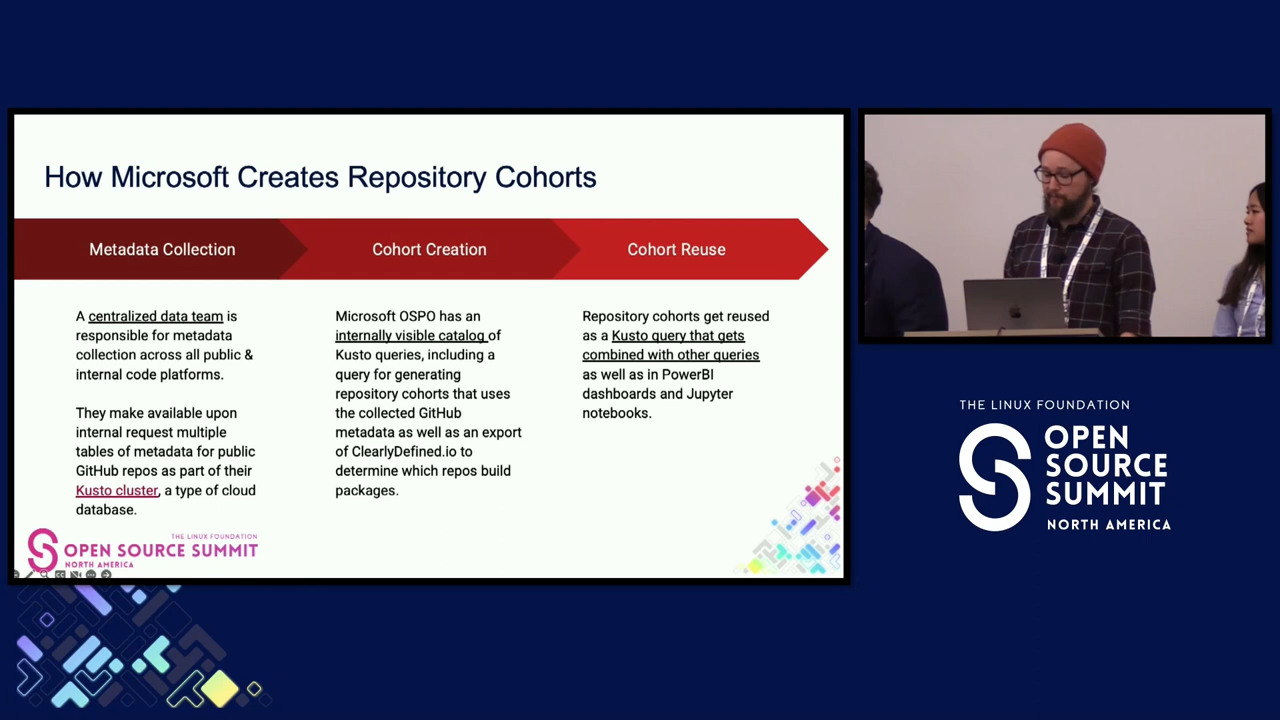 How Microsoft Creates Repository Cohorts
Metadata Collection
Cohort Creation
Cohort Reuse
A centralized data team is
responsible for metadata
collection across all public &
internal code platforms.
They make available upon
internal request multiple
tables of metadata for public
GitHub repos as part of their
Kusto cluster, a type of cloud
database.
Microsoft OSPO has an
internally visible catalog of
Kusto queries, including a
query for generating
repository cohorts that uses
the collected GitHub
metadata as well as an export
of ClearlyDefined.io to
determine which repos build
packages.
Repository cohorts get reused
as a Kusto query that gets
combined with other queries
as well as in PowerBI
dashboards and Jupyter
notebooks.
THE LINUX FOUNDATION
OPEN SOURCE SUMMIT
NORTH AMERICA
THE LINUX FOUNDATION
OPEN
SOURCE
SUMMIT
NORTH AMERICA